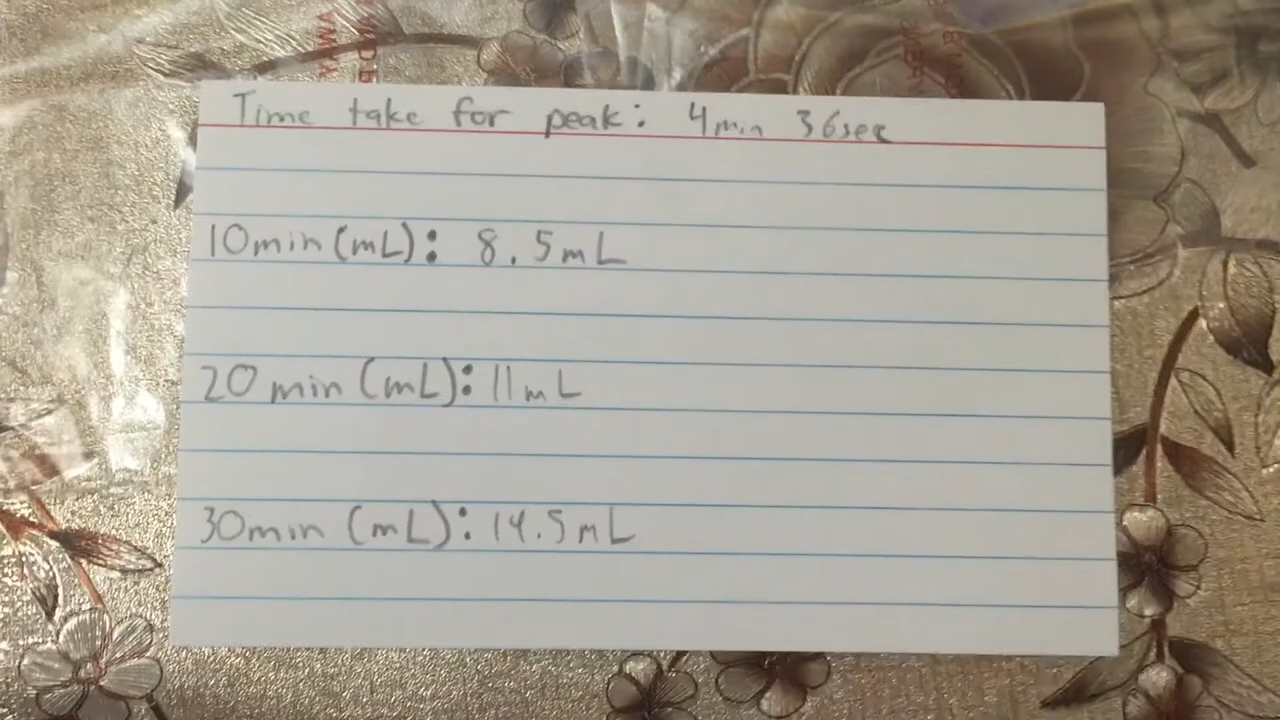 Time take for peak: 4min 36sec
10min (mL): 8.5mL
20 min (mL): 11mL
30min (mL): 14.5mL